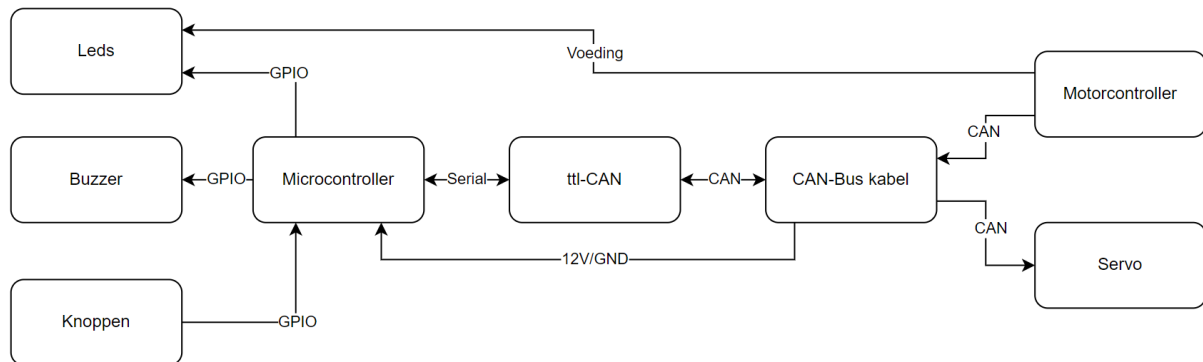 Leds
Voeding
GPIO
Motorcontroller
CAN
Buzzer
GPIO
Microcontroller
Serial
ttl-CAN
CAN
CAN-Bus kabel
CAN
12V/GND
Servo
Knoppen
GPIO